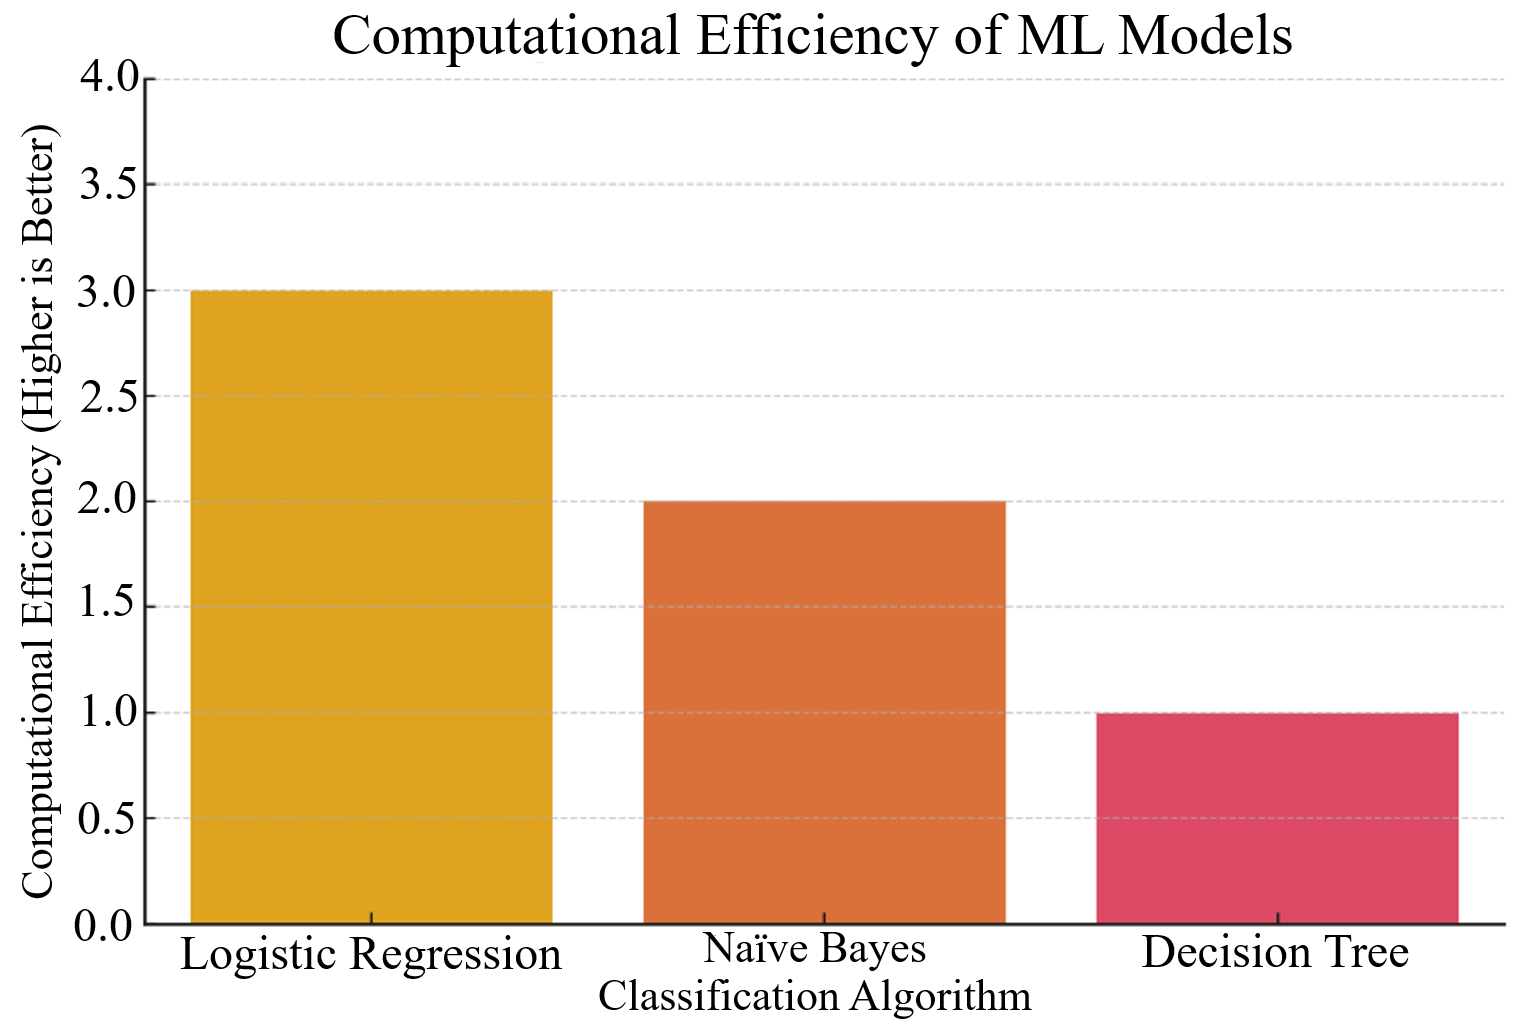 Computational Efficiency of ML Models
Computational Efficiency (Higher is Better)
4.0
3.5
3.0
2.5
2.0
1.5
1.0
0.5
0.0
Logistic Regression
Naïve Bayes
Decision Tree
Classification Algorithm